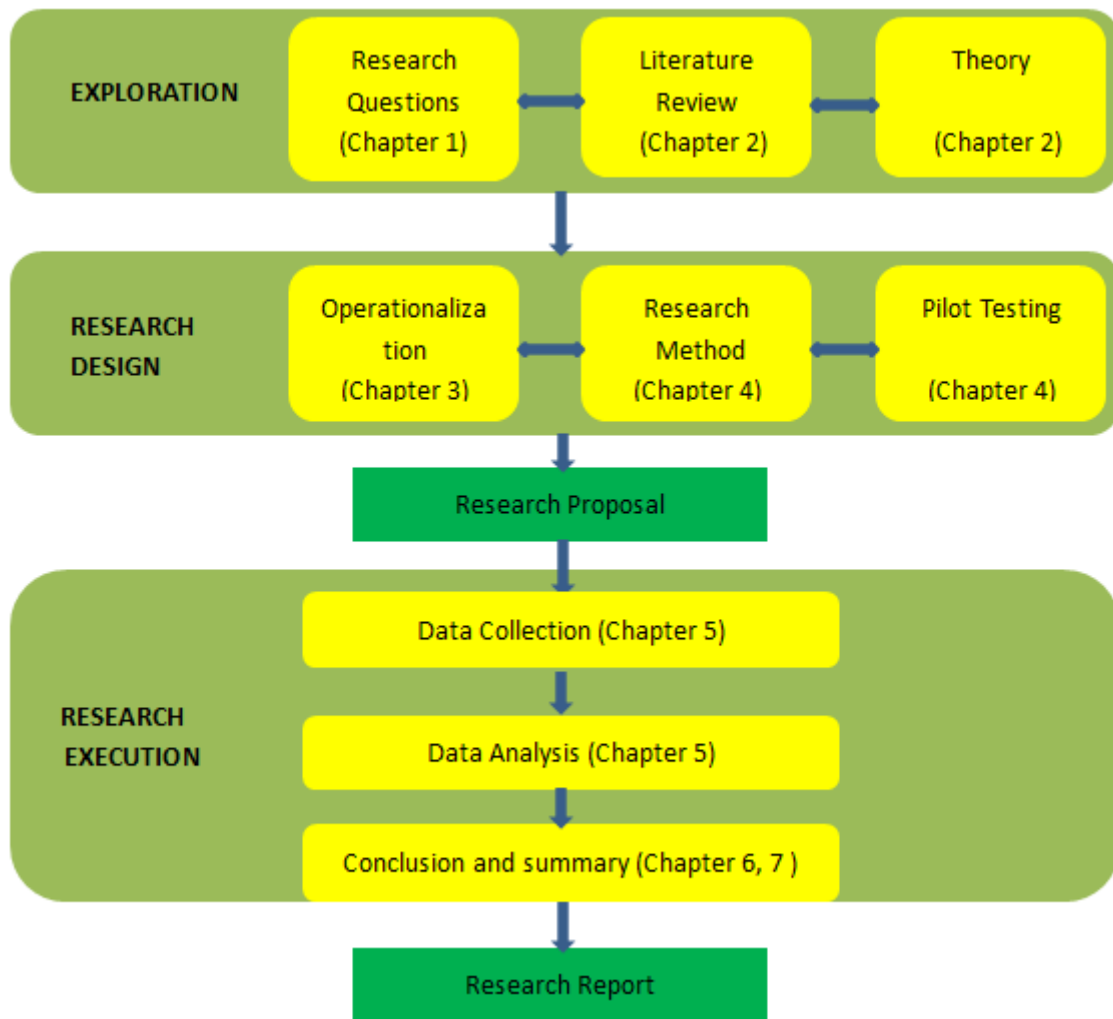 EXPLORATION
Research
Questions
(Chapter 1)
Literature
Review
(Chapter 2)
Theory
(Chapter 2)
RESEARCH
DESIGN
Operationaliza
tion
(Chapter 3)
Research
Method
(Chapter 4)
Pilot Testing
(Chapter 4)
Research Proposal
RESEARCH
EXECUTION
Data Collection (Chapter 5)
Data Analysis (Chapter 5)
Conclusion and summary (Chapter 6, 7 )
Research Report